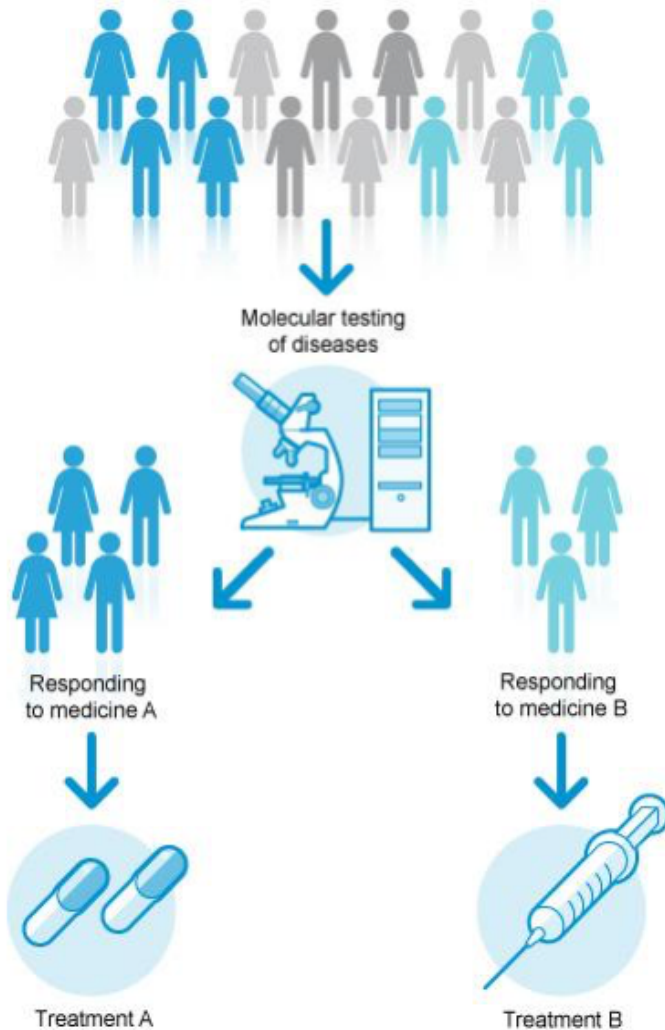 Molecular testing
of diseases
Responding
to medicine A
Responding
to medicine B
Treatment A
Treatment B